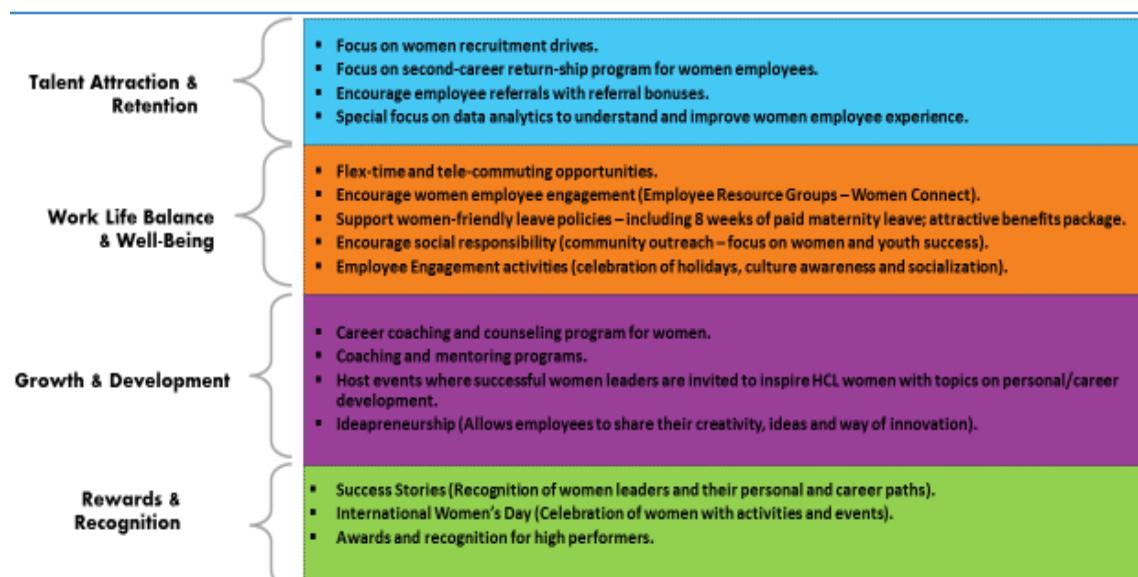 Talent Attraction &
Retention
▪ Focus on women recruitment drives.
▪ Focus on second-career return-ship program for women employees.
▪ Encourage employee referrals with referral bonuses.
▪ Special focus on data analytics to understand and improve women employee experience.
Work Life Balance
& Well-Being
▪ Flex-time and tele-commuting opportunities.
▪ Encourage women employee engagement (Employee Resource Groups – Women Connect).
▪ Support women-friendly leave policies – including 8 weeks of paid maternity leave; attractive benefits package.
▪ Encourage social responsibility (community outreach – focus on women and youth success).
▪ Employee Engagement activities (celebration of holidays, culture awareness and socialization).
Growth & Development
▪ Career coaching and counseling program for women.
▪ Coaching and mentoring programs.
▪ Host events where successful women leaders are invited to inspire HCL women with topics on personal/career
development.
▪ Ideapreneurship (Allows employees to share their creativity, ideas and way of innovation).
Rewards &
Recognition
▪ Success Stories (Recognition of women leaders and their personal and career paths).
▪ International Women's Day (Celebration of women with activities and events).
▪ Awards and recognition for high performers.